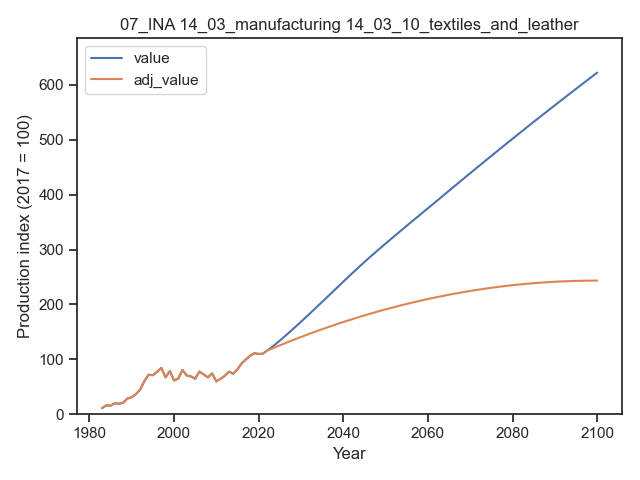 07_INA 14_03_manufacturing 14_03_10_textiles_and_leather
value
adj_value
Production index (2017 = 100)
600
500
400
300
200
100
0
1980 2000 2020 2040 2060 2080 2100
Year